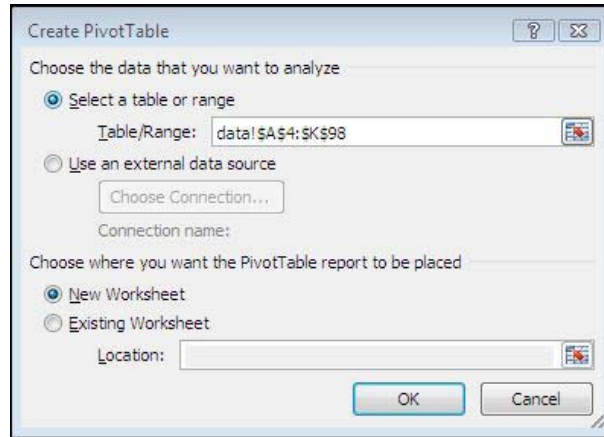 Create PivotTable
Choose the data that you want to analyze
Select a table or range
Table/Range: data!$A$4:$K$98
Use an external data source
Choose Connection...
Connection name:
Choose where you want the PivotTable report to be placed
New Worksheet
Existing Worksheet
Location:
OK Cancel